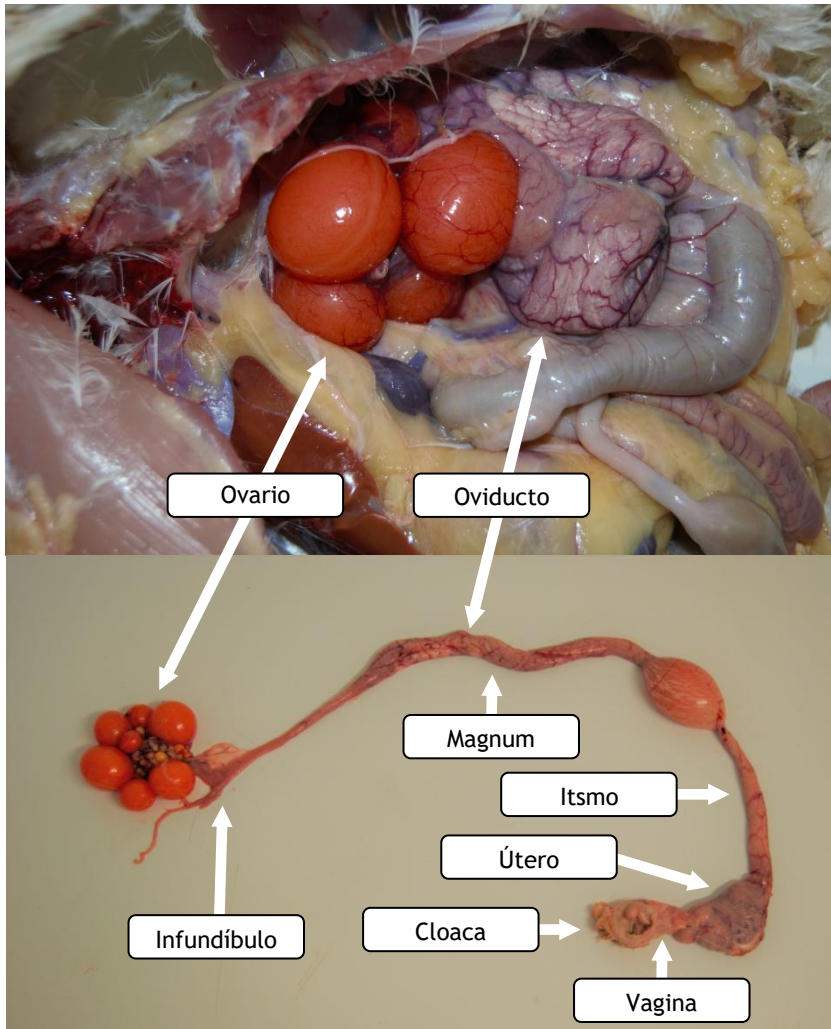 Ovario
Oviducto
Magnum
Itsmo
Útero
Infundíbulo
Cloaca
Vagina